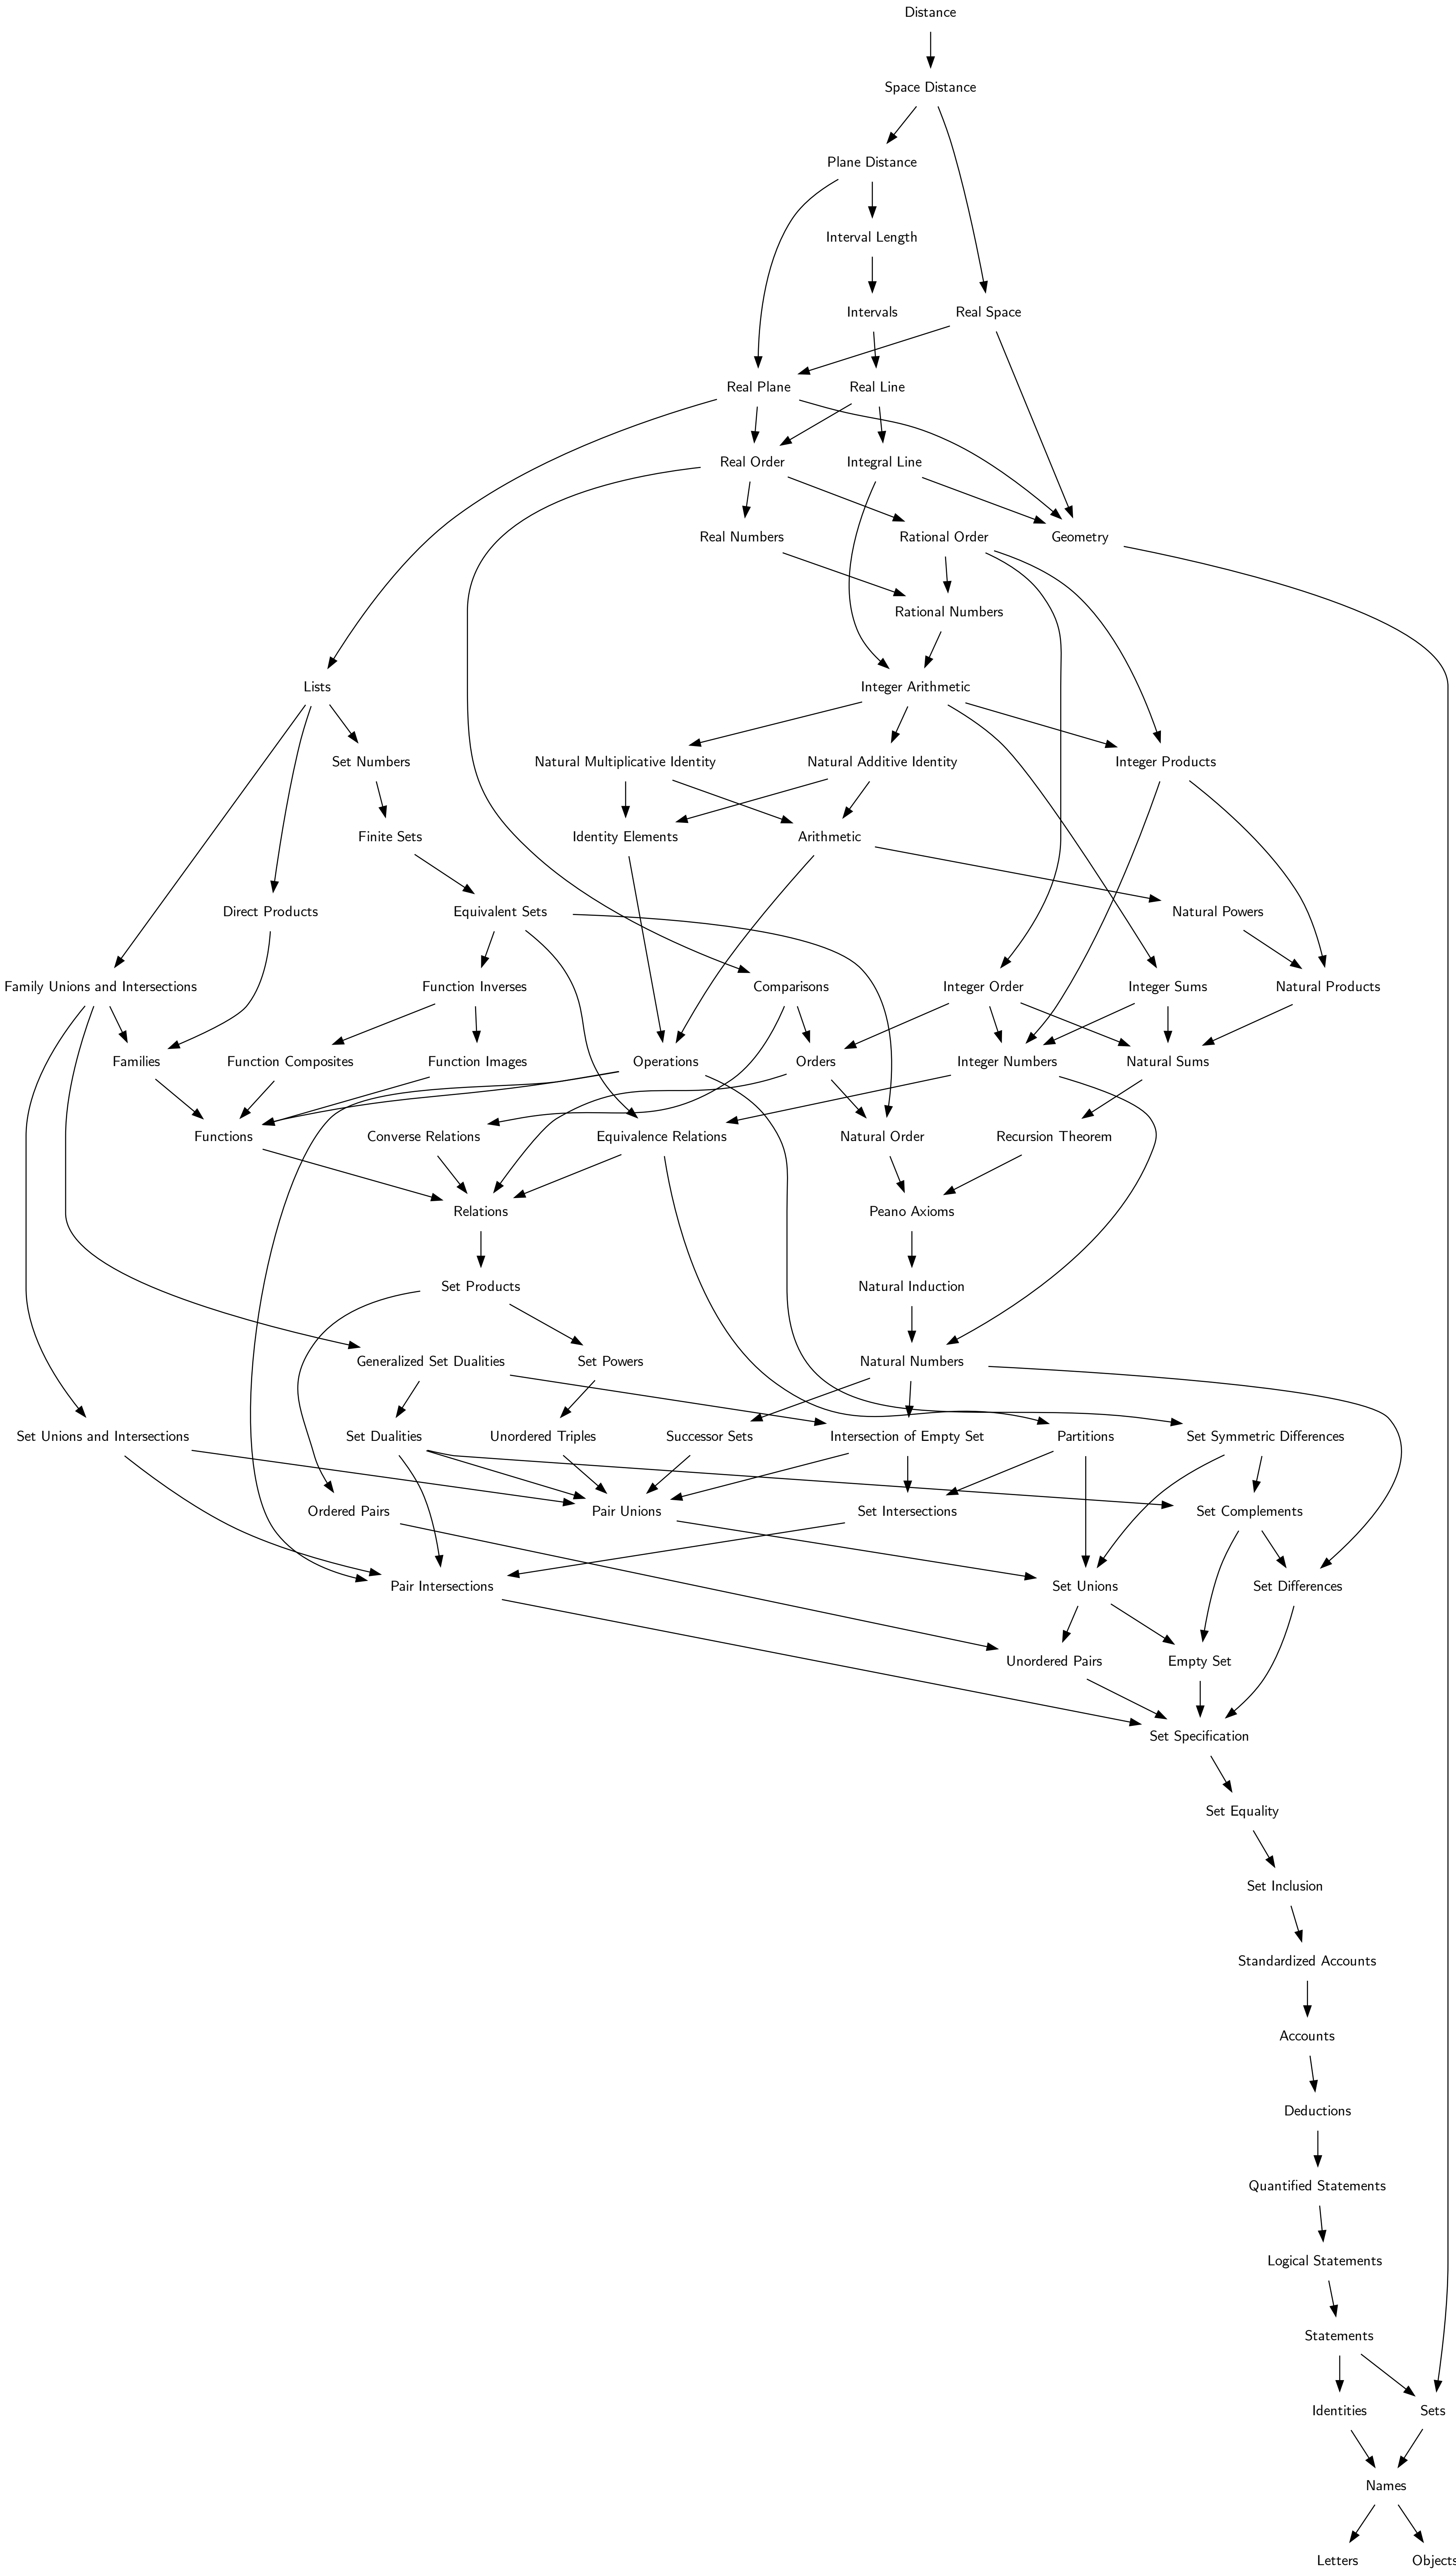 Distance
Space Distance
Plane Distance
Interval Length
Intervals
Real Space
Real Plane
Real Line
Real Order
Integral Line
Real Numbers
Rational Order
Geometry
Rational Numbers
Lists
Integer Arithmetic
Set Numbers
Natural Multiplicative Identity
Natural Additive Identity
Integer Products
Finite Sets
Identity Elements
Arithmetic
Direct Products
Equivalent Sets
Natural Powers
Family Unions and Intersections
Function Inverses
Comparisons
Integer Order
Integer Sums
Natural Products
Families
Function Composites
Function Images
Operations
Orders
Integer Numbers
Natural Sums
Functions
Converse Relations
Equivalence Relations
Natural Order
Recursion Theorem
Relations
Peano Axioms
Set Products
Natural Induction
Generalized Set Dualities
Set Powers
Natural Numbers
Set Unions and Intersections
Set Dualities
Unordered Triples
Successor Sets
Intersection of Empty Set
Partitions
Set Symmetric Differences
Ordered Pairs
Pair Unions
Set Intersections
Set Complements
Pair Intersections
Set Unions
Set Differences
Unordered Pairs
Empty Set
Set Specification
Set Equality
Set Inclusion
Standardized Accounts
Accounts
Deductions
Quantified Statements
Logical Statements
Statements
Identities
Sets
Names
Letters
Objects